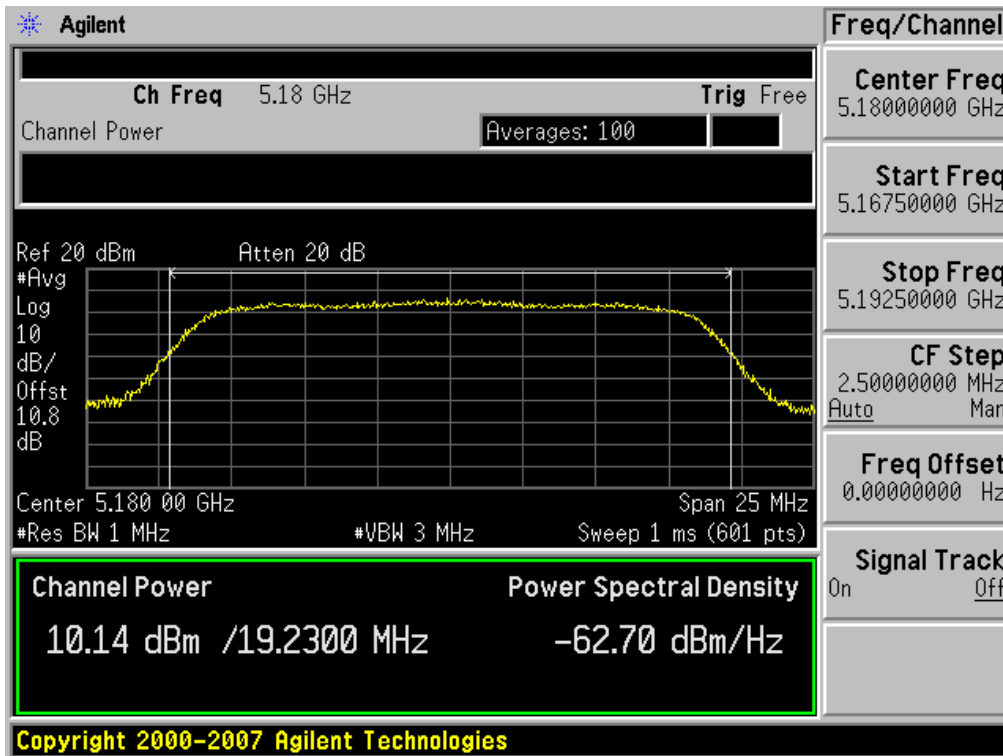 Agilent
Freq/Channel
Ch Freq 5.18 GHz Trig Free
Channel Power Averages: 100
Ref 20 dBm Atten 20 dB
#Avg
Log
10
dB/
Offst
10.8
dB
Center 5.180 00 GHz Span 25 MHz
#Res BW 1 MHz #VBW 3 MHz Sweep 1 ms (601 pts)
Channel Power Power Spectral Density
10.14 dBm /19.2300 MHz -62.70 dBm/Hz
Center Freq
5.18000000 GHz
Start Freq
5.16750000 GHz
Stop Freq
5.19250000 GHz
CF Step
2.50000000 MHz
Auto Man
Freq Offset
0.00000000 Hz
Signal Track
On Off
Copyright 2000-2007 Agilent Technologies